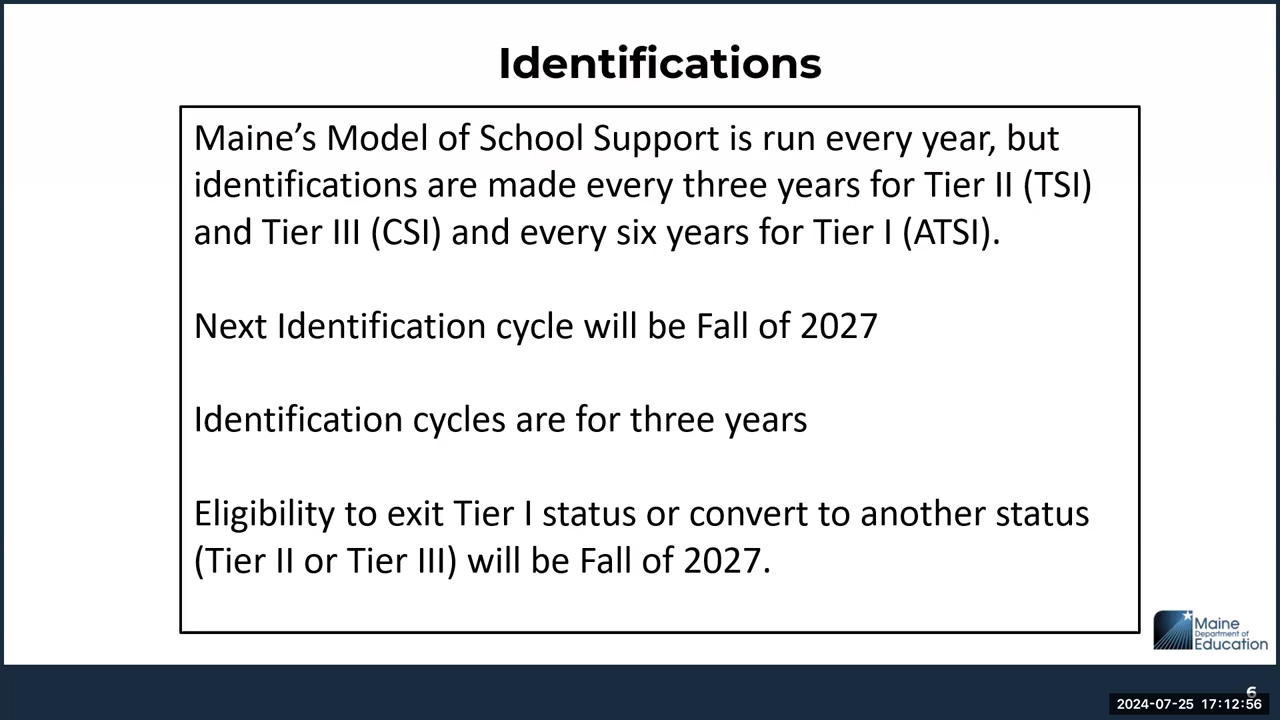 Identifications
Maine’s Model of School Support is run every year, but
identifications are made every three years for Tier II (TSI)
and Tier III (CSI) and every six years for Tier I (ATSI).
Next Identification cycle will be Fall of 2027
Identification cycles are for three years
Eligibility to exit Tier I status or convert to another status
(Tier II or Tier III) will be Fall of 2027.
Maine
Department of
Education
6
2024-07-25 17:12:56